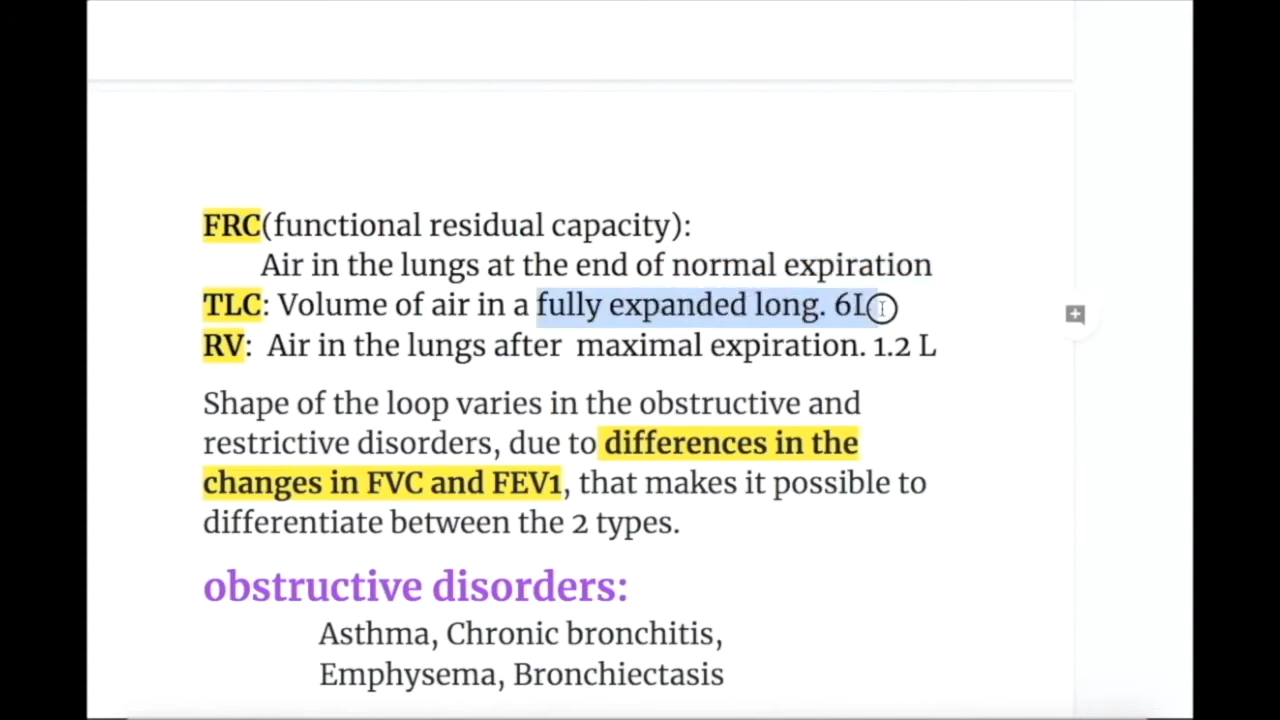 FRC(functional residual capacity):
Air in the lungs at the end of normal expiration
TLC: Volume of air in a fully expanded long. 6L
RV: Air in the lungs after maximal expiration. 1.2 L
Shape of the loop varies in the obstructive and
restrictive disorders, due to differences in the
changes in FVC and FEV1, that makes it possible to
differentiate between the 2 types.
obstructive disorders:
Asthma, Chronic bronchitis,
Emphysema, Bronchiectasis